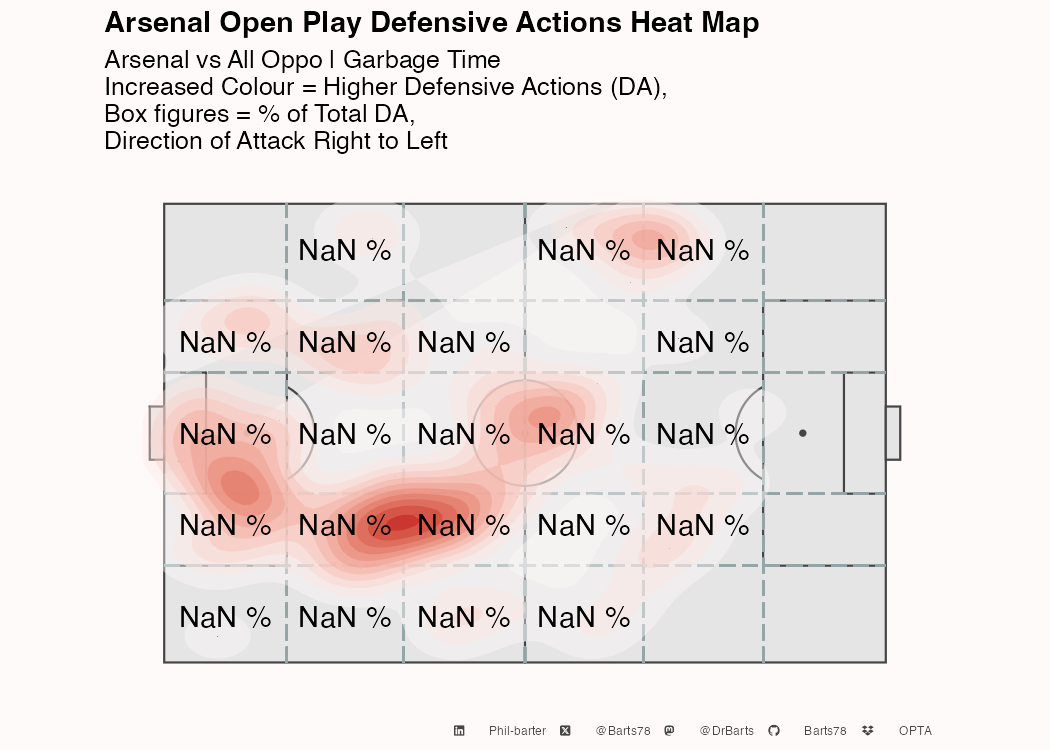 Arsenal Open Play Defensive Actions Heat Map
Arsenal vs All Oppo | Garbage Time
Increased Colour = Higher Defensive Actions (DA),
Box figures = % of Total DA,
Direction of Attack Right to Left
NaN % NaN % NaN %
NaN % NaN % NaN % NaN %
NaN % NaN % NaN % NaN % NaN %
NaN % NaN % NaN % NaN % NaN %
NaN % NaN % NaN % NaN %
Phil-barter @Barts78 @DrBarts Barts78 OPTA